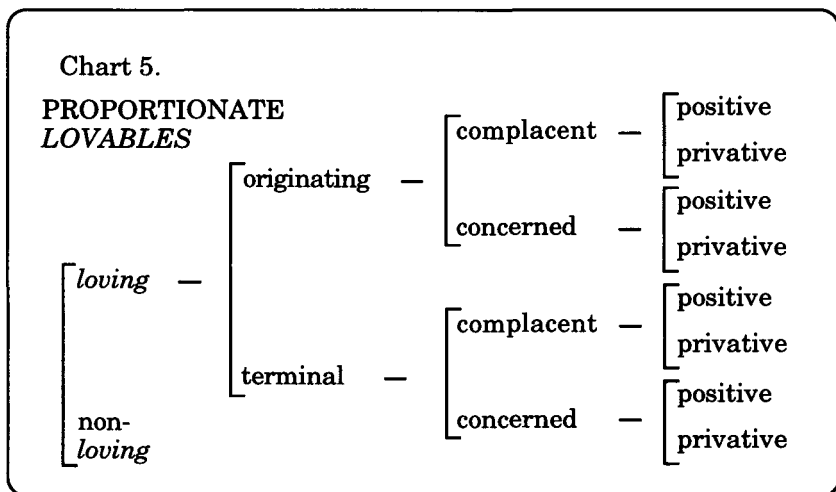 Chart 5.
PROPORTIONATE
LOVABLES
loving —
non-
loving
originating —
terminal —
complacent —
concerned —
complacent —
concerned —
positive
privative
positive
privative
positive
privative
positive
privative